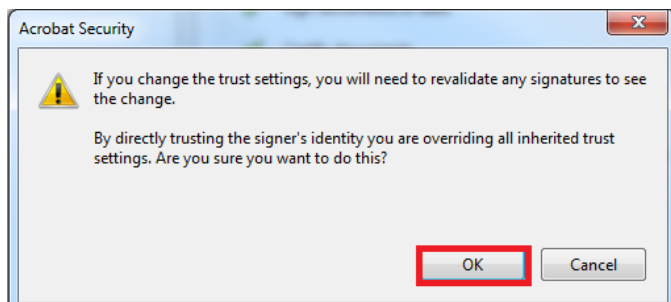 Acrobat Security
If you change the trust settings, you will need to revalidate any signatures to see
the change.
By directly trusting the signer's identity you are overriding all inherited trust
settings. Are you sure you want to do this?
OK
Cancel